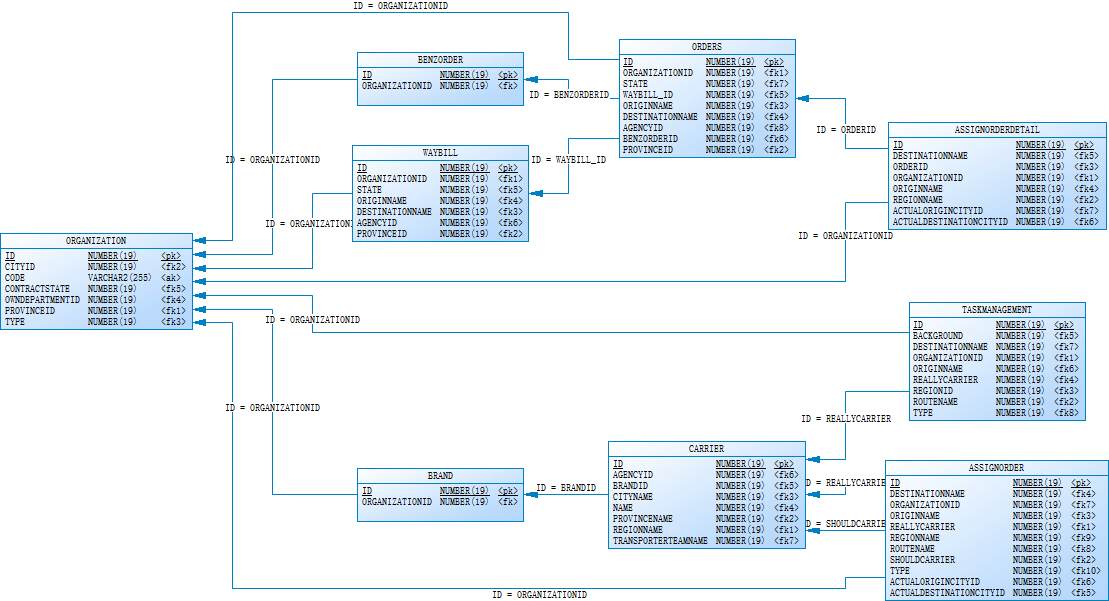 ID = ORGANIZATIONID
ORDERS
ID NUMBER(19) <pk>
ORGANIZATIONID NUMBER(19) <fk1>
STATE NUMBER(19) <fk7>
WAYBILL_ID NUMBER(19) <fk5>
ORIGINNAME NUMBER(19) <fk3>
DESTINATIONNAME NUMBER(19) <fk4>
AGENCYID NUMBER(19) <fk8>
BENZORDERID NUMBER(19) <fk6>
PROVINCEID NUMBER(19) <fk2>
BENZORDER
ID NUMBER(19) <pk>
ORGANIZATIONID NUMBER(19) <fk>
ID = BENZORDERID
ID = ORDERID
ASSIGNORDERDETAIL
ID NUMBER(19) <pk>
DESTINATIONNAME NUMBER(19) <fk5>
ORDERID NUMBER(19) <fk3>
ORGANIZATIONID NUMBER(19) <fk1>
ORIGINNAME NUMBER(19) <fk4>
REGIONNAME NUMBER(19) <fk2>
ACTUALORIGINCITYID NUMBER(19) <fk7>
ACTUALDESTINATIONCITYID NUMBER(19) <fk6>
ID = ORGANIZATIONID
WAYBILL
ID NUMBER(19) <pk>
ORGANIZATIONID NUMBER(19) <fk1>
STATE NUMBER(19) <fk5>
ORIGINNAME NUMBER(19) <fk4>
DESTINATIONNAME NUMBER(19) <fk3>
AGENCYID NUMBER(19) <fk6>
PROVINCEID NUMBER(19) <fk2>
ID = WAYBILL_ID
ID = ORGANIZATION
ID = ORGANIZATIONID
ORGANIZATION
ID NUMBER(19) <pk>
CITYID NUMBER(19) <fk2>
CODE VARCHAR2(255) <ak>
CONTRACTSTATE NUMBER(19) <fk5>
OWNDEPARTMENTID NUMBER(19) <fk4>
PROVINCEID NUMBER(19) <fk1>
TYPE NUMBER(19) <fk3>
ID = ORGANIZATIONID
TASKMANAGEMENT
ID NUMBER(19) <pk>
BACKGROUND NUMBER(19) <fk5>
DESTINATIONNAME NUMBER(19) <fk7>
ORGANIZATIONID NUMBER(19) <fk1>
ORIGINNAME NUMBER(19) <fk6>
REALLYCARRIER NUMBER(19) <fk4>
REGIONID NUMBER(19) <fk3>
ROUTENAME NUMBER(19) <fk2>
TYPE NUMBER(19) <fk8>
ID = ORGANIZATIONID
ID = REALLYCARRIER
CARRIER
ID NUMBER(19) <pk>
AGENCYID NUMBER(19) <fk6>
BRANDID NUMBER(19) <fk5>
CITYNAME NUMBER(19) <fk3>
NAME NUMBER(19) <fk4>
PROVINCENAME NUMBER(19) <fk2>
REGIONNAME NUMBER(19) <fk1>
TRANSPORTERTEAMNAME NUMBER(19) <fk7>
BRAND
ID NUMBER(19) <pk>
ORGANIZATIONID NUMBER(19) <fk>
ID = BRANDID
D = REALLYCARRIE
D = SHOULDCARRIE
ASSIGNORDER
ID NUMBER(19) <pk>
DESTINATIONNAME NUMBER(19) <fk4>
ORGANIZATIONID NUMBER(19) <fk7>
ORIGINNAME NUMBER(19) <fk3>
REALLYCARRIER NUMBER(19) <fk1>
REGIONNAME NUMBER(19) <fk9>
ROUTENAME NUMBER(19) <fk8>
SHOULDCARRIER NUMBER(19) <fk2>
TYPE NUMBER(19) <fk10>
ACTUALORIGINCITYID NUMBER(19) <fk6>
ACTUALDESTINATIONCITYID NUMBER(19) <fk5>
ID = ORGANIZATIONID